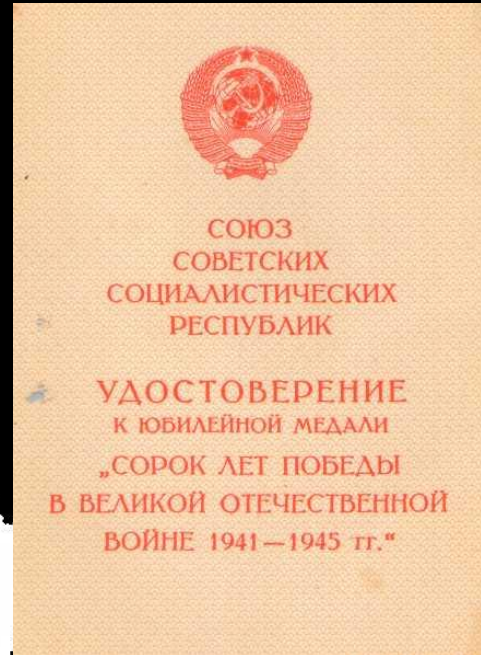 СОЮЗ
СОВЕТСКИХ
СОЦИАЛИСТИЧЕСКИХ
РЕСПУБЛИК
УДОСТОВЕРЕНИЕ
К ЮБИЛЕЙНОЙ МЕДАЛИ
„СОРОК ЛЕТ ПОБЕДЫ
В ВЕЛИКОЙ ОТЕЧЕСТВЕННОЙ
ВОЙНЕ 1941—1945 гг.“